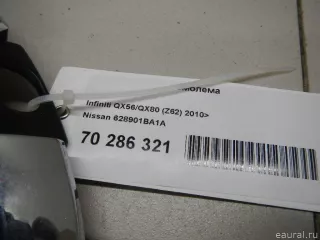 Infiniti QX56/QX80 (Z62) 2010>
Nissan 628901BA1A
70 286 321
eaural.ru